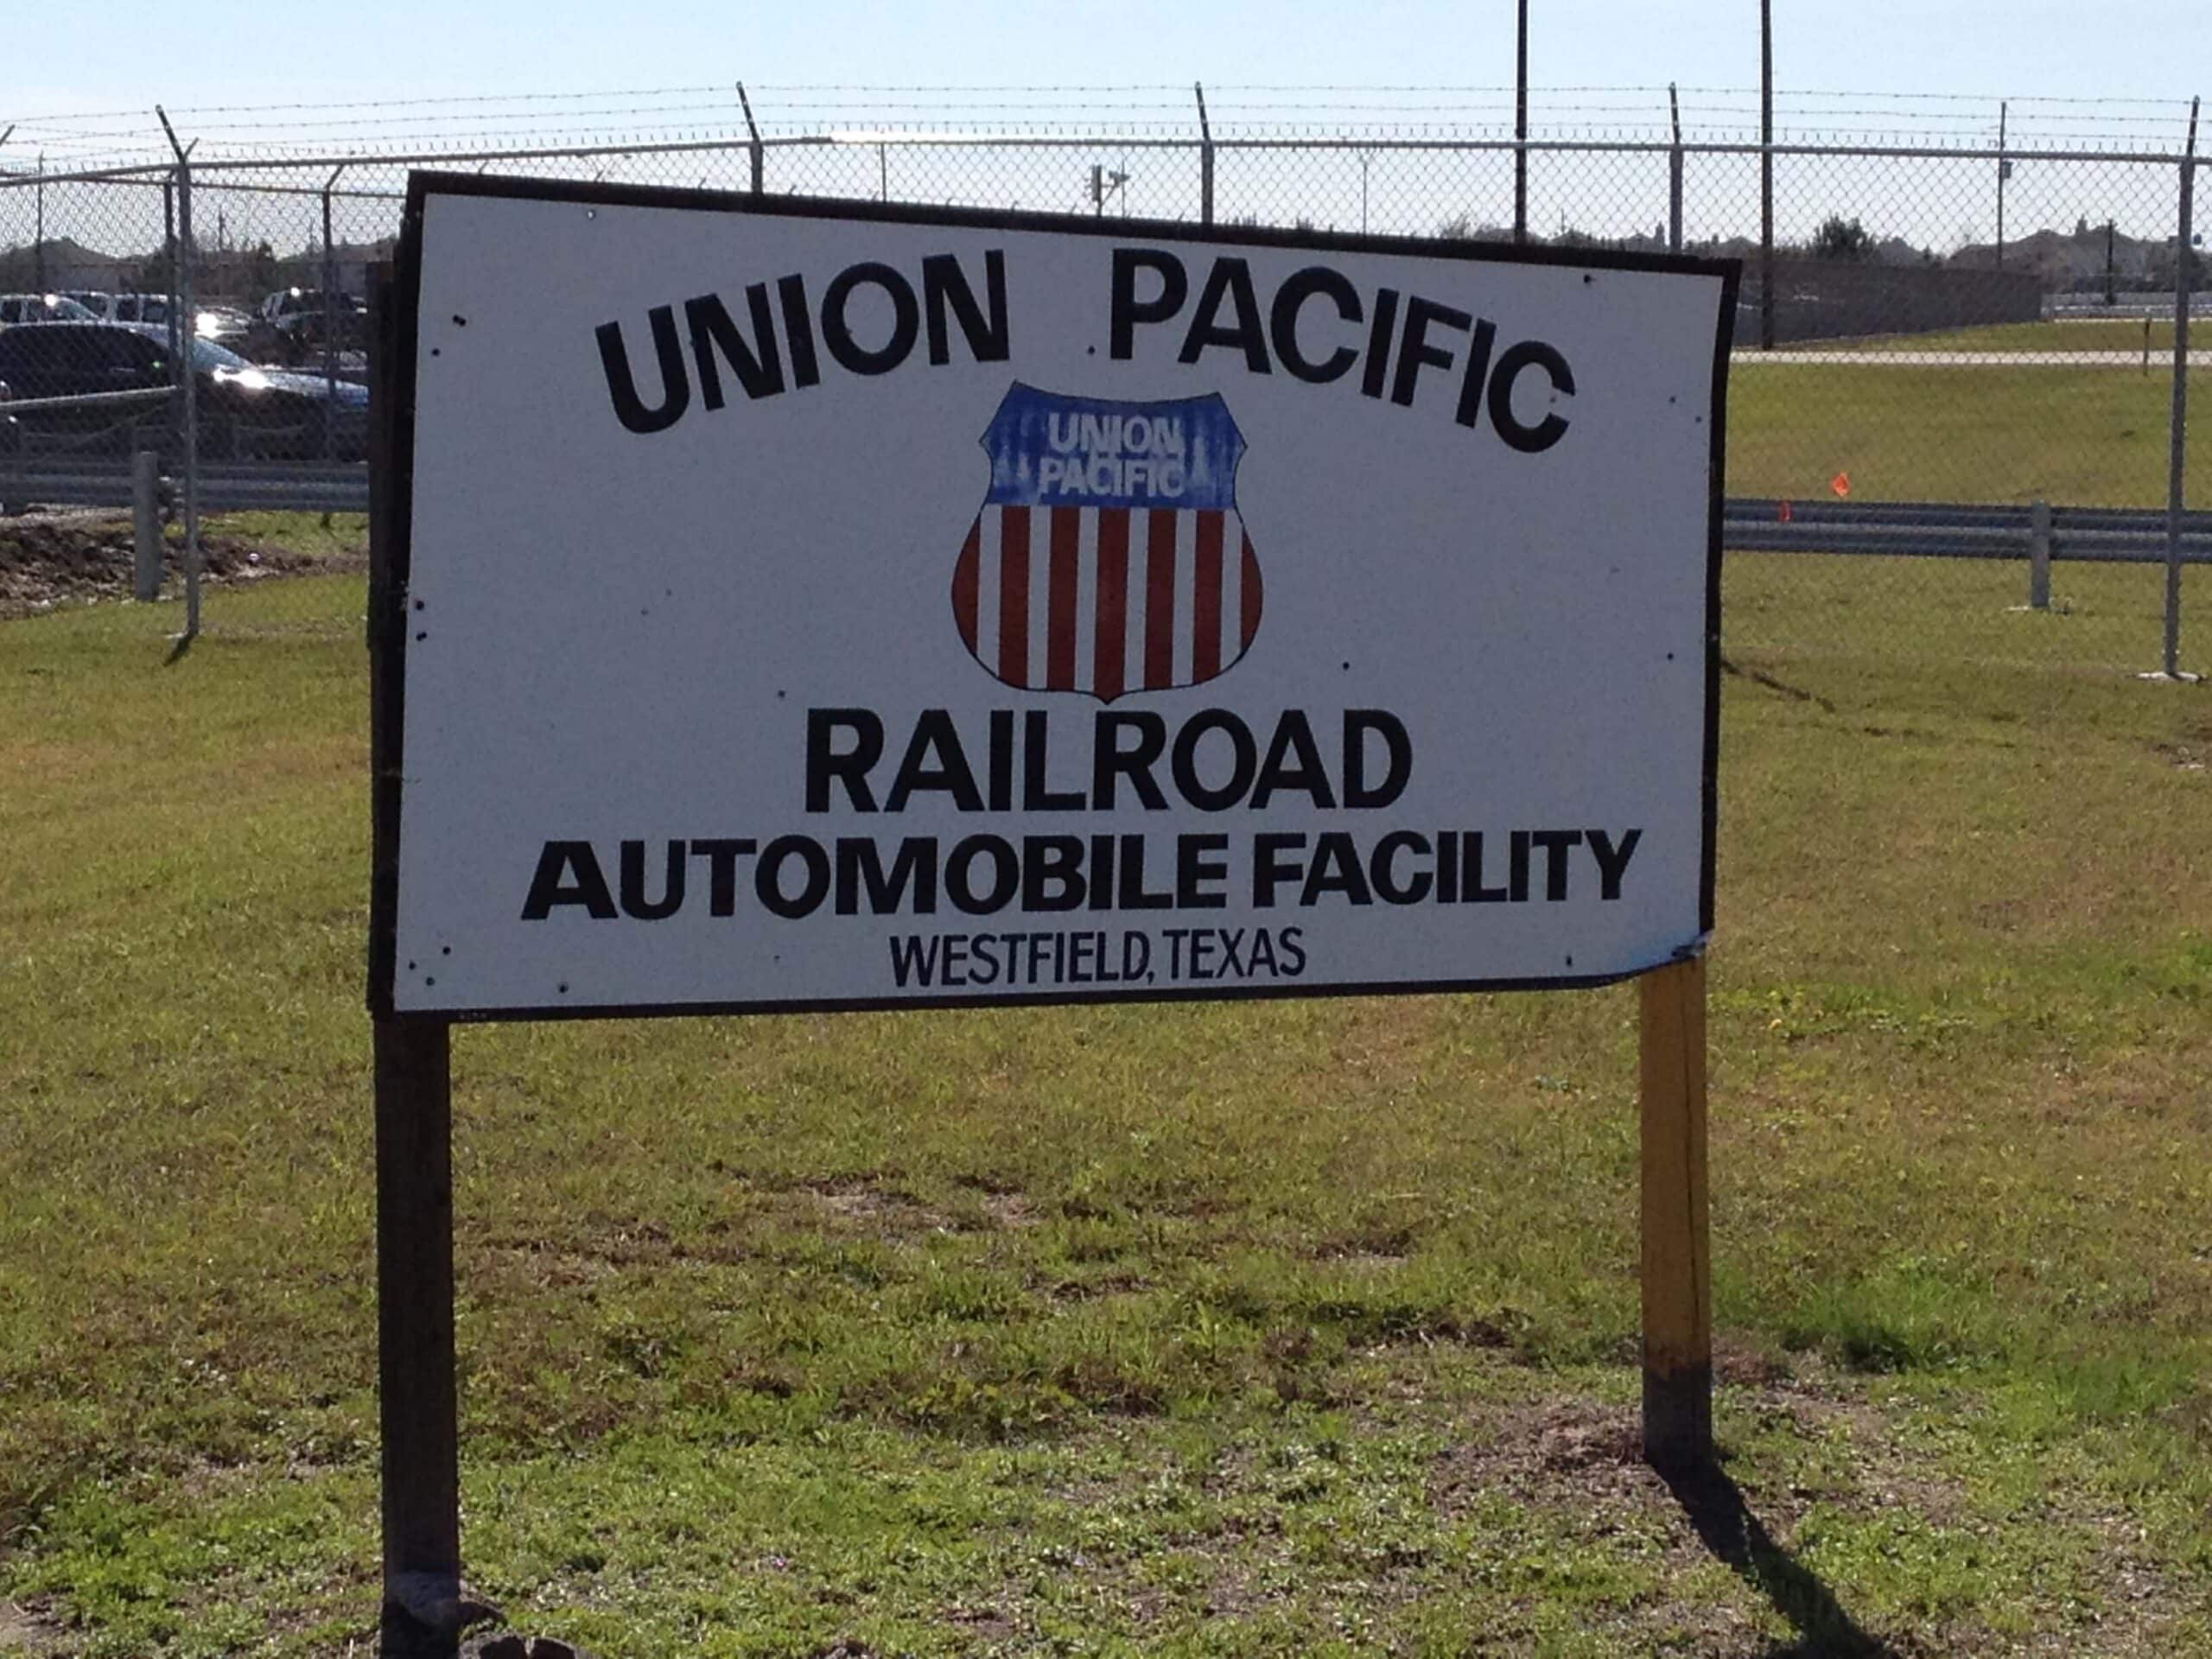 UNION PACIFIC
UNION
PACIFIC
RAILROAD
AUTOMOBILE FACILITY
WESTFIELD, TEXAS